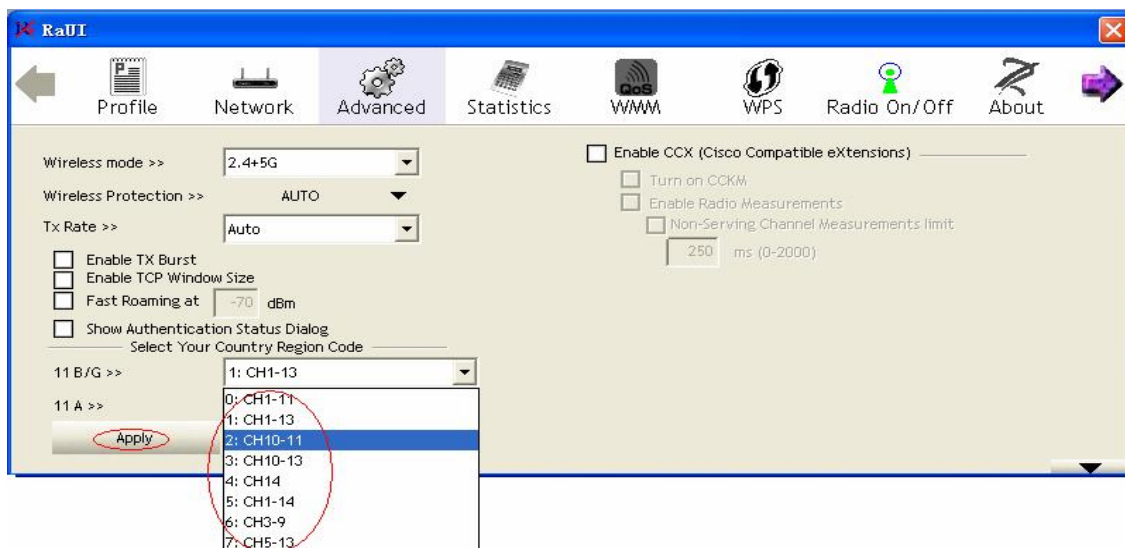 RaUI
Profile Network Advanced Statistics QoS WMM WPS Radio On/Off About
Wireless mode >> 2.4+5G
Wireless Protection >> AUTO
Tx Rate >> Auto
Enable TX Burst
Enable TCP Window Size
Fast Roaming at -70 dBm
Show Authentication Status Dialog
Select Your Country Region Code
11 B/G >> 1: CH1-13
11 A >>
Apply
0: CH1-11
1: CH1-13
2: CH10-11
3: CH10-13
4: CH14
5: CH1-14
6: CH3-9
7: CH5-13
Enable CCX (Cisco Compatible eXtensions)
Turn on CCKM
Enable Radio Measurements
Non-Serving Channel Measurements limit
250 ms (0-2000)